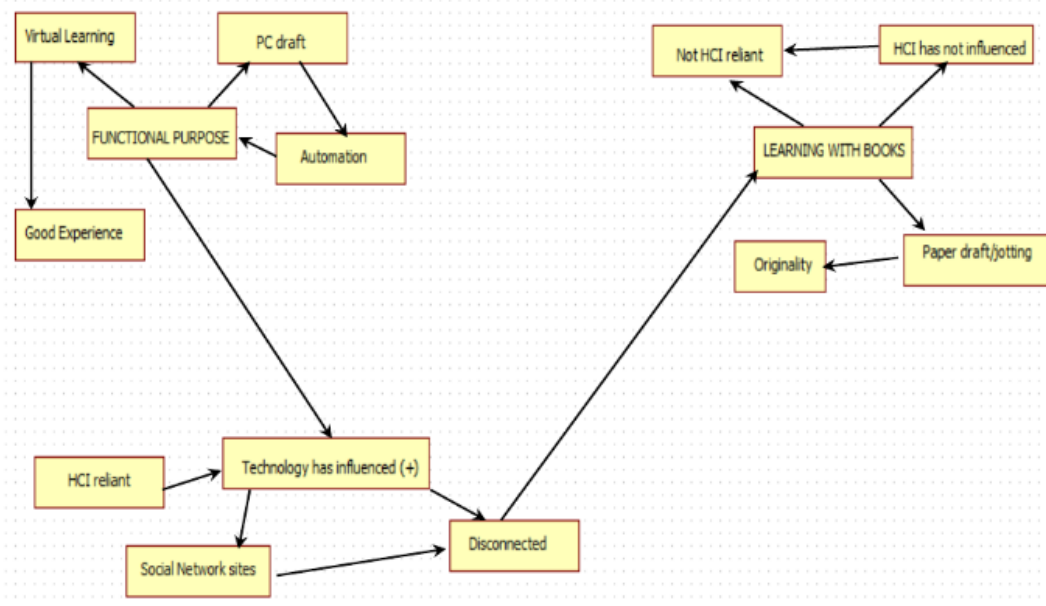 Virtual Learning
PC draft
FUNCTIONAL PURPOSE
Automation
Good Experience
Not HCI reliant
HCI has not influenced
LEARNING WITH BOOKS
Originality
Paper draft/jotting
Technology has influenced (+)
HCI reliant
Social Network sites
Disconnected